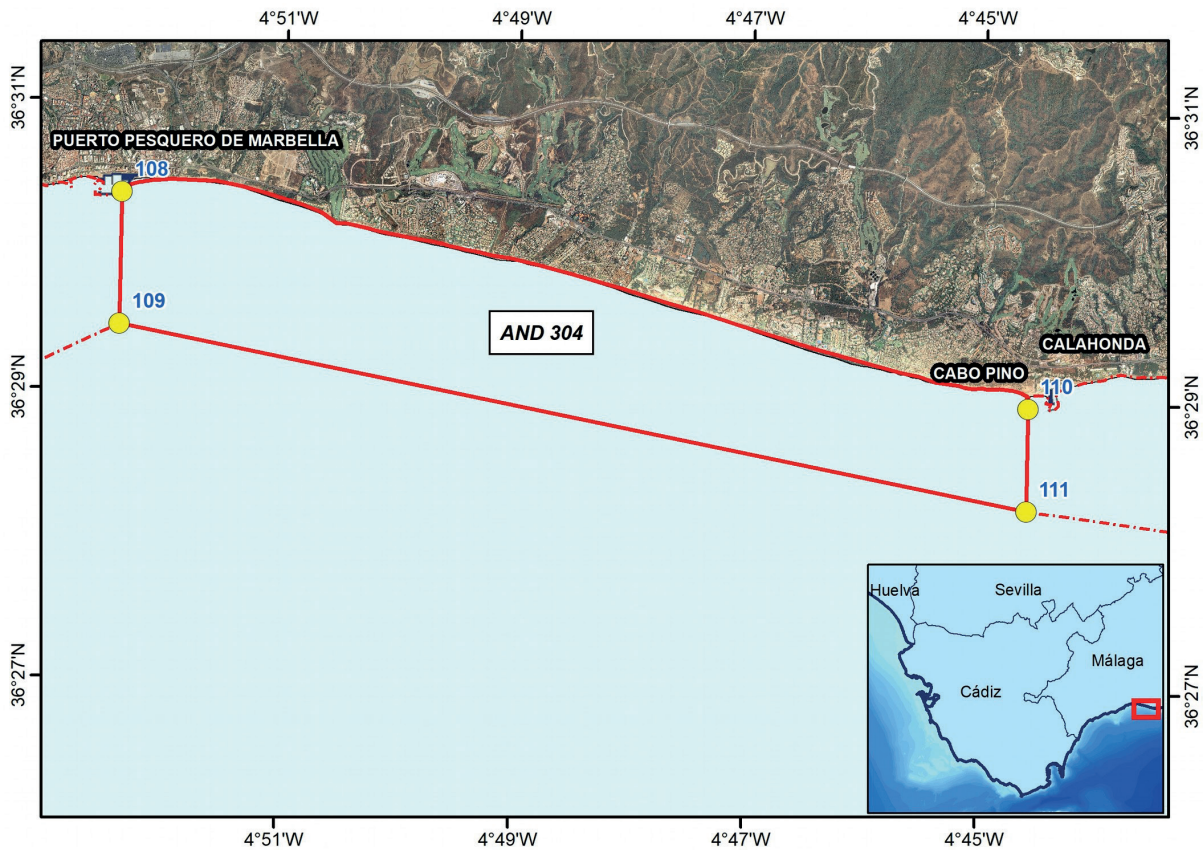 4°51'W
4°49'W
4°47'W
4°45'W
36°31'N
36°31'N
PUERTO PESQUERO DE MARBELLA
108
109
AND 304
CALAHONDA
CABO PINO
110
36°29'N
36°29'N
111
Huelva
Sevilla
Málaga
Cádiz
36°27'N
36°27'N
4°51'W
4°49'W
4°47'W
4°45'W